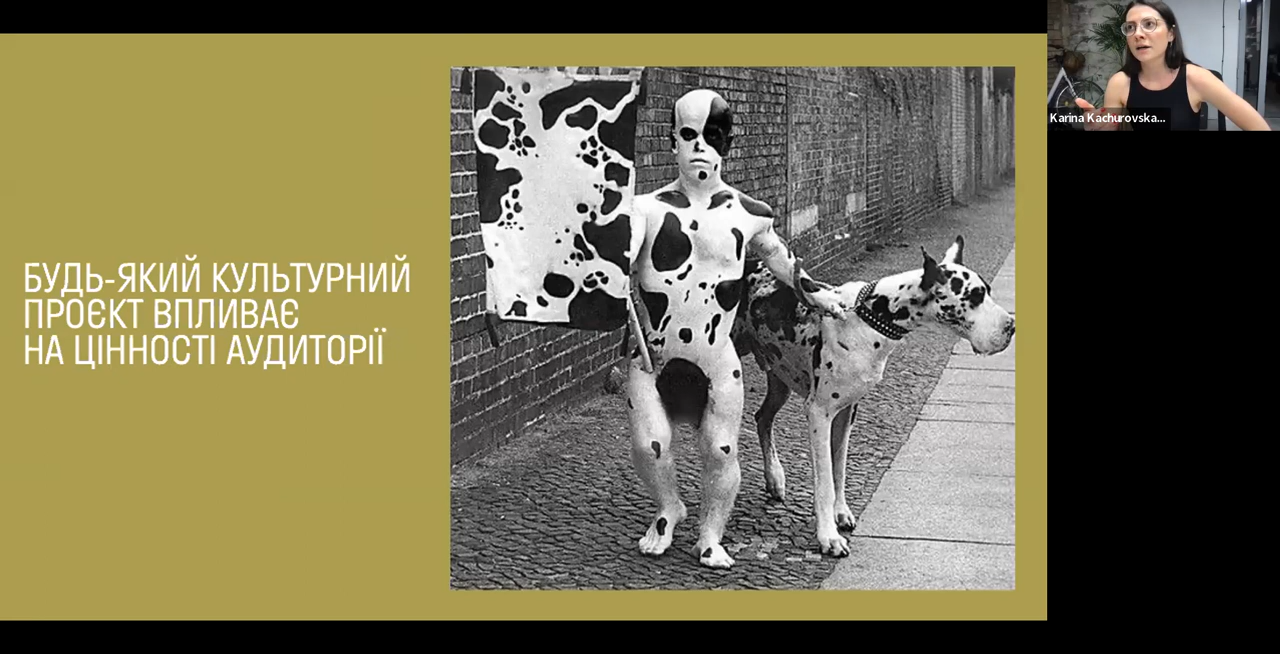 БУДЬ-ЯКИЙ КУЛЬТУРНИЙ
ПРОЄКТ ВПЛИВАЄ
НА ЦІННОСТІ АУДИТОРІЇ
Karina Kachurovska...